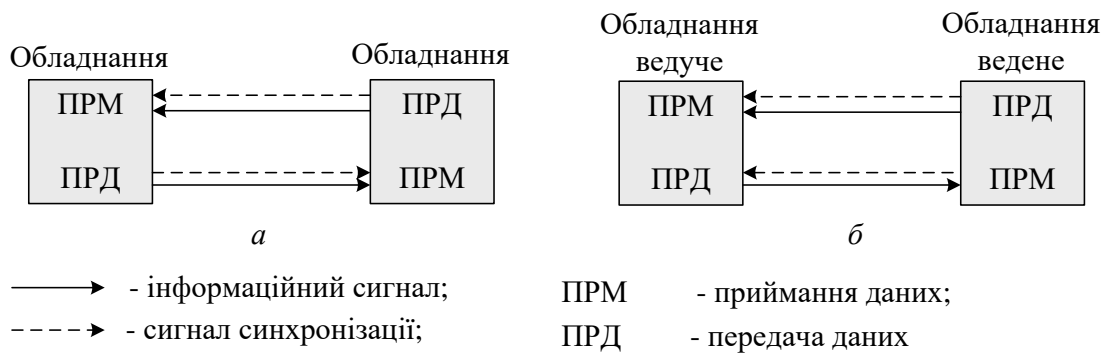 Обладнання
Обладнання
ПРМ
ПРД
ПРД
ПРМ
а
Обладнання
ведуче
Обладнання
ведене
ПРМ
ПРД
ПРД
ПРМ
б
- інформаційний сигнал;
- сигнал синхронізації;
ПРМ - приймання даних;
ПРД - передача даних